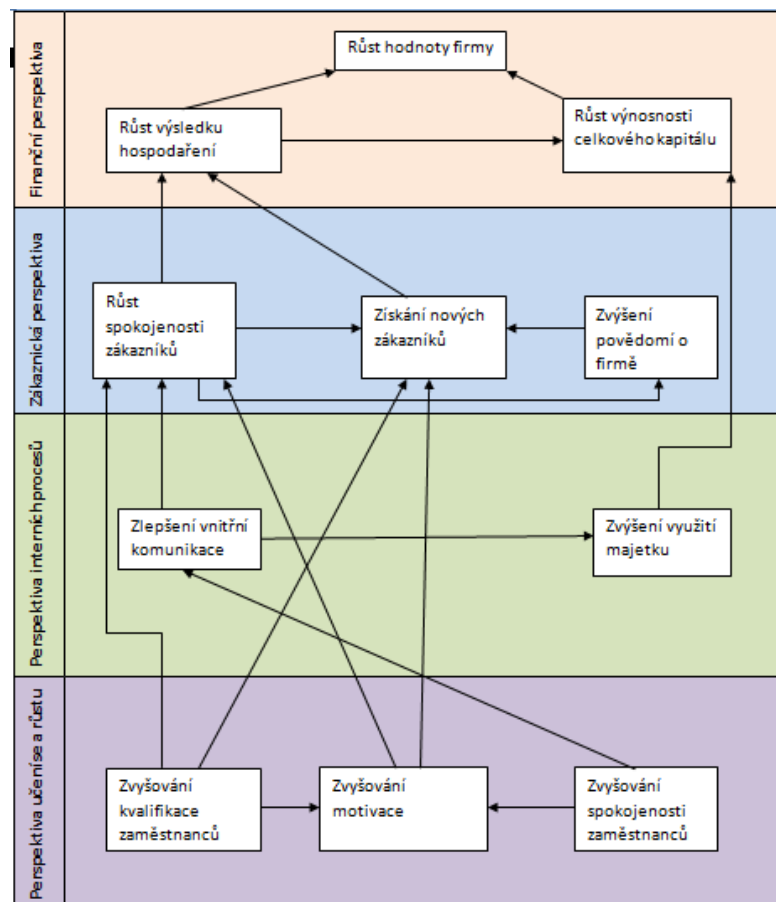 Finanční perspektiva
Růst hodnoty firmy
Růst výsledku
hospodaření
Růst výnosnosti
celkového kapitálu
Zákaznická perspektiva
Růst
spokojenosti
zákazníků
Získání nových
zákazníků
Zvýšení
povědomí o
firmě
Perspektiva interních procesů
Zlepšení vnitřní
komunikace
Zvýšení využití
majetku
Perspektiva učeníse a růstu
Zvyšování
kvalifikace
zaměstnanců
Zvyšování
motivace
Zvyšování
spokojenosti
zaměstnanců